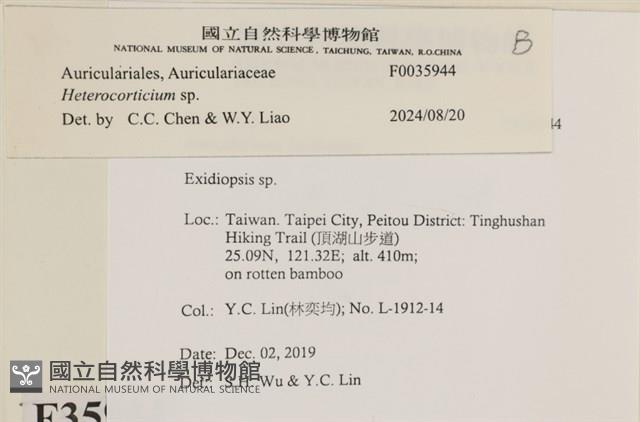 國立自然科學博物館
NATIONAL MUSEUM OF NATURAL SCIENCE, TAICHUNG, TAIWAN, R.O.CHINA
B
Auriculariales, Auriculariaceae F0035944
Heterocorticium sp.
Det. by C.C. Chen & W.Y. Liao 2024/08/20
44
Exidiopsis sp.
Loc.: Taiwan. Taipei City, Peitou District: Tinghushan
Hiking Trail (頂湖山步道)
25.09N, 121.32E; alt. 410m;
on rotten bamboo
Col.: Y.C. Lin(林奕均); No. L-1912-14
Date: Dec. 02, 2019
Det.: S.H. Wu & Y.C. Lin
國立自然科學博物館
NATIONAL MUSEUM OF NATURAL SCIENCE
F359